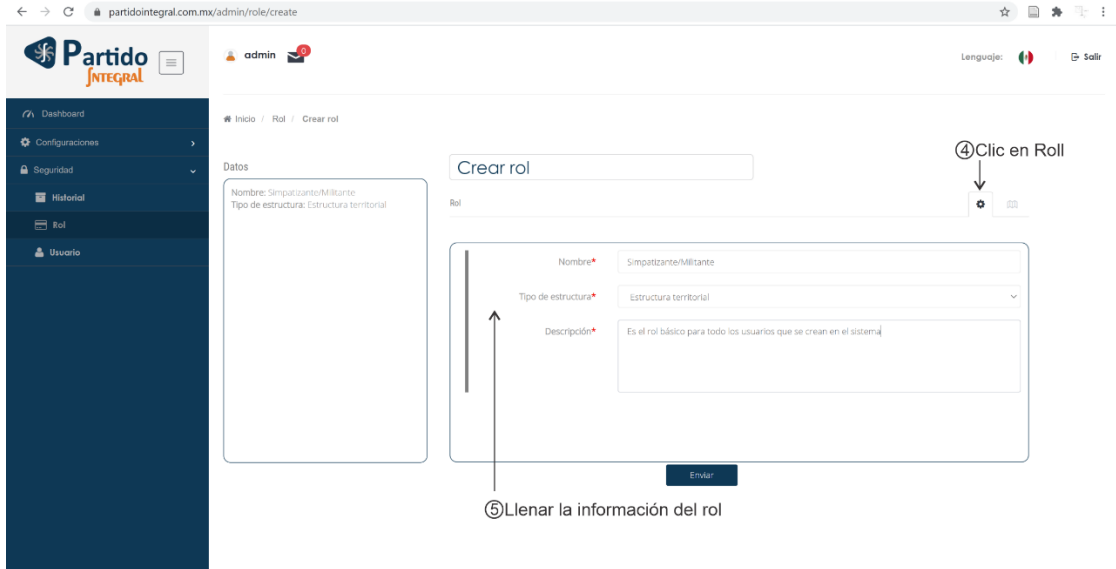 partidointegral.com.mx/admin/role/create
Partido
INTEGRAL
admin
0
Lenguaje:
Salir
Dashboard
Configuraciones
Seguridad
Historial
Rol
Usuario
Inicio / Rol / Crear rol
④Clic en Roll
Datos
Nombre: Simpatizante/Militante
Tipo de estructura: Estructura territorial
Crear rol
Rol
Nombre*
Simpatizante/Militante
Tipo de estructura*
Estructura territorial
Descripción*
Es el rol básico para todo los usuarios que se crean en el sistema
Enviar
⑤Llenar la información del rol